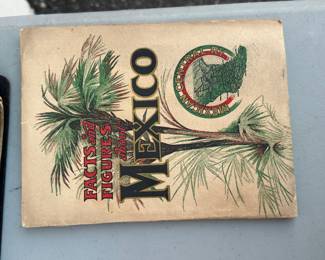 FACTS and
FIGURES
about
MEXICO